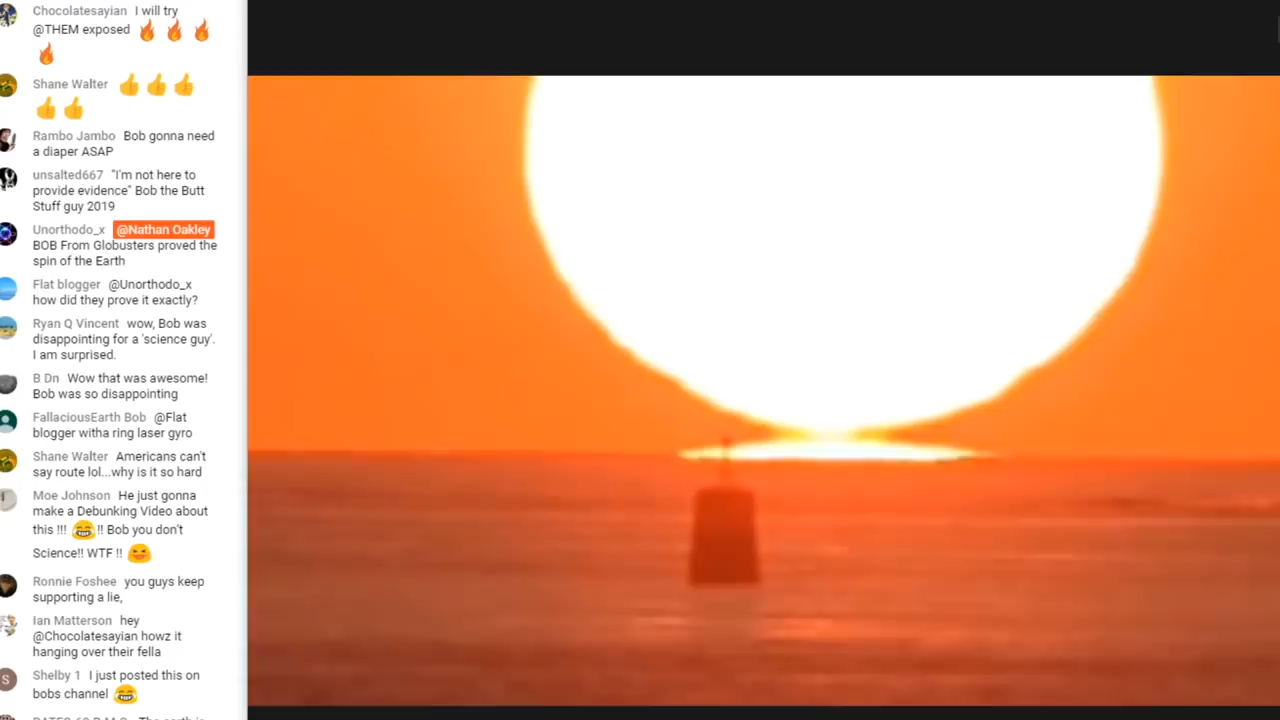 Chocolatesayian I will try
@THEM exposed
Shane Walter
Rambo Jambo Bob gonna need
a diaper ASAP
unsalted667 "I'm not here to
provide evidence" Bob the Butt
Stuff guy 2019
Unorthodo_x @Nathan Oakley
BOB From Globusters proved the
spin of the Earth
Flat blogger @Unorthodo_x
how did they prove it exactly?
Ryan Q Vincent wow, Bob was
disappointing for a 'science guy'.
I am surprised.
B Dn Wow that was awesome!
Bob was so disappointing
FallaciousEarth Bob @Flat
blogger witha ring laser gyro
Shane Walter Americans can't
say route lol...why is it so hard
Moe Johnson He just gonna
make a Debunking Video about
this !!! 😂 !! Bob you don't
Science!! WTF !! 😝
Ronnie Foshee you guys keep
supporting a lie,
Ian Matterson hey
@Chocolatesayian howz it
hanging over their fella
S
Shelby 1 I just posted this on
bobs channel 😂